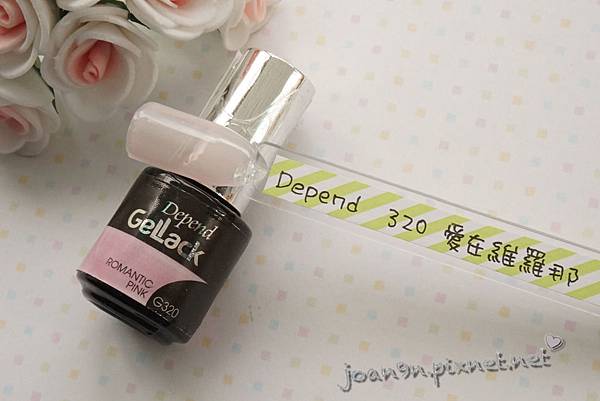 Depend
GelLack
ROMANTIC
PINK G320
Depend 320 愛在維羅那
joan9n.pixnet.net